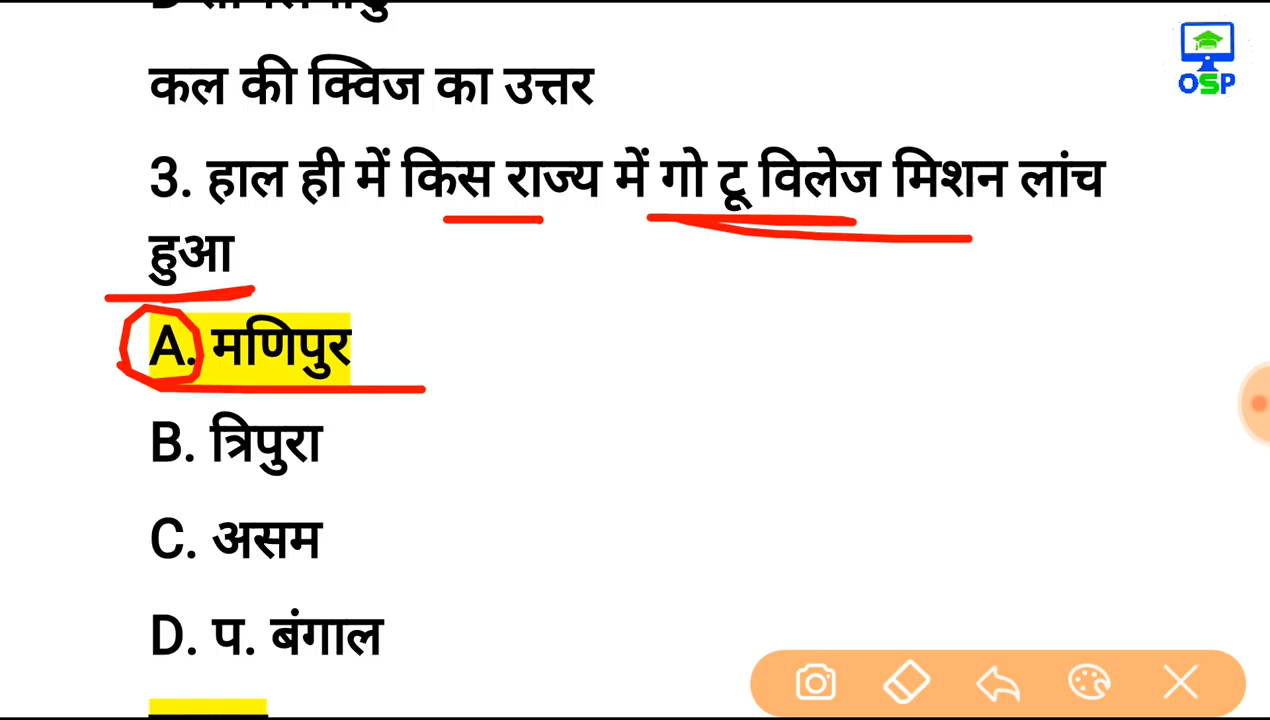 कल की क्विज का उत्तर
OSP
3. हाल ही में किस राज्य में गो टू विलेज मिशन लांच
हुआ
A. मणिपुर
B. त्रिपुरा
C. असम
D. प. बंगाल